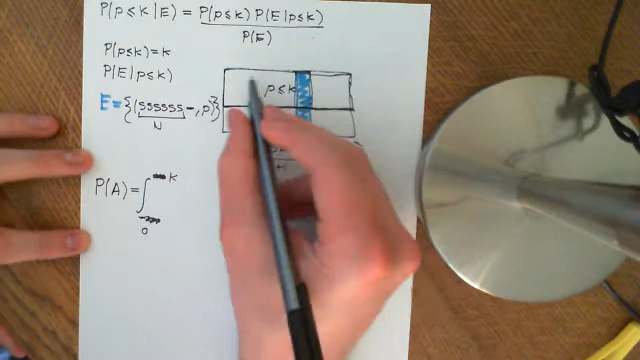 P(p≤k|E) = P(p≤k) P(E|p≤k)
P(E)
P(p≤k)=k
P(E|p≤k)
p≤k
E={(ssssss-,p)}
N
P(A)=∫
k
0